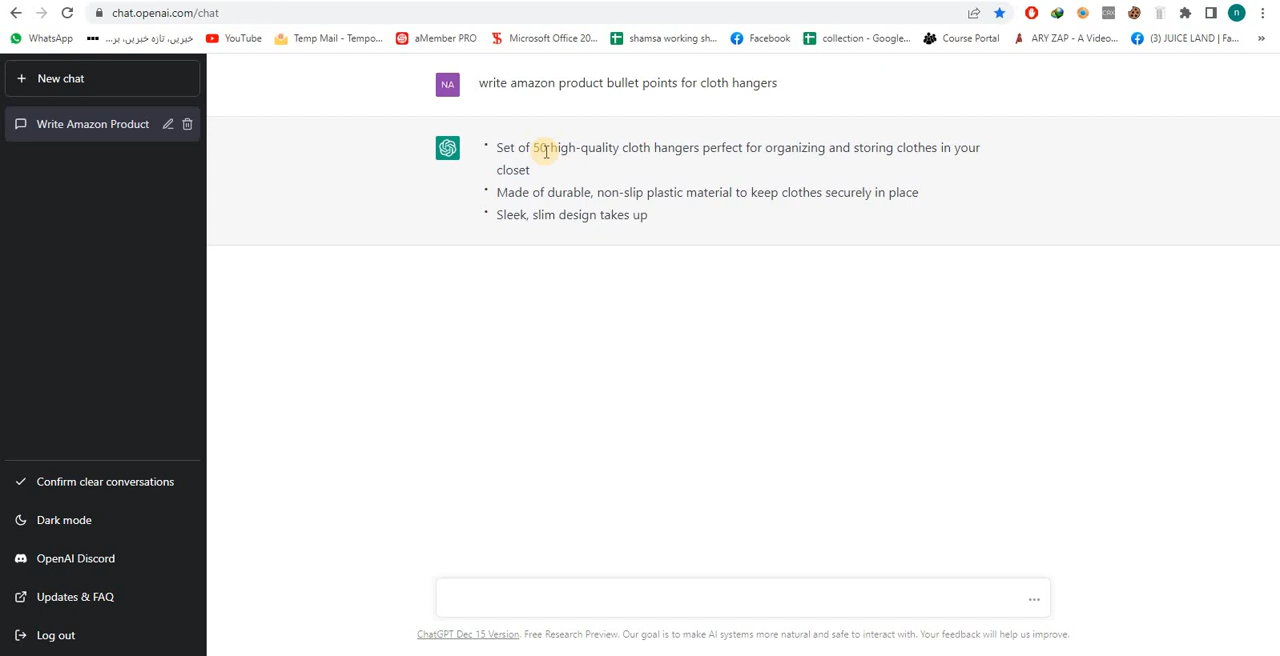 chat.openai.com/chat
WhatsApp
خبریں، تازہ خبریں، بر...
YouTube
Temp Mail - Tempo...
aMember PRO
Microsoft Office 20...
shamsa working sh...
Facebook
collection - Google...
Course Portal
ARY ZAP - A Video...
(3) JUICE LAND | Fa...
»
CRX
n
+ New chat
Write Amazon Product
NA
write amazon product bullet points for cloth hangers
• Set of 50 high-quality cloth hangers perfect for organizing and storing clothes in your
closet
• Made of durable, non-slip plastic material to keep clothes securely in place
• Sleek, slim design takes up
Confirm clear conversations
Dark mode
OpenAI Discord
Updates & FAQ
Log out
...
ChatGPT Dec 15 Version. Free Research Preview. Our goal is to make AI systems more natural and safe to interact with. Your feedback will help us improve.